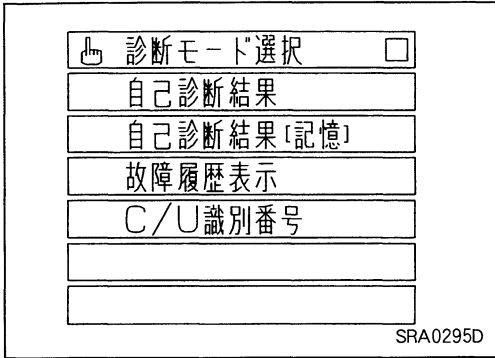 診断モード選択
自己診断結果
自己診断結果[記憶]
故障履歴表示
C/U識別番号
SRA0295D